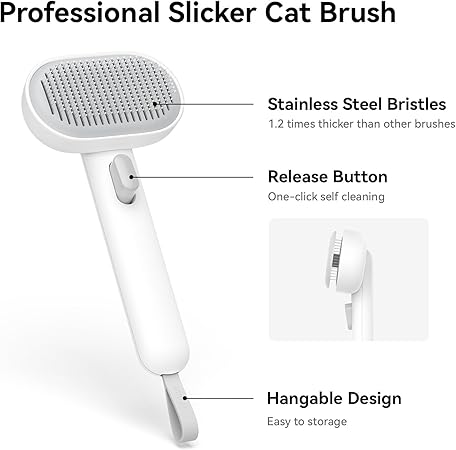 Professional Slicker Cat Brush
Stainless Steel Bristles
1.2 times thicker than other brushes
Release Button
One-click self cleaning
Hangable Design
Easy to storage